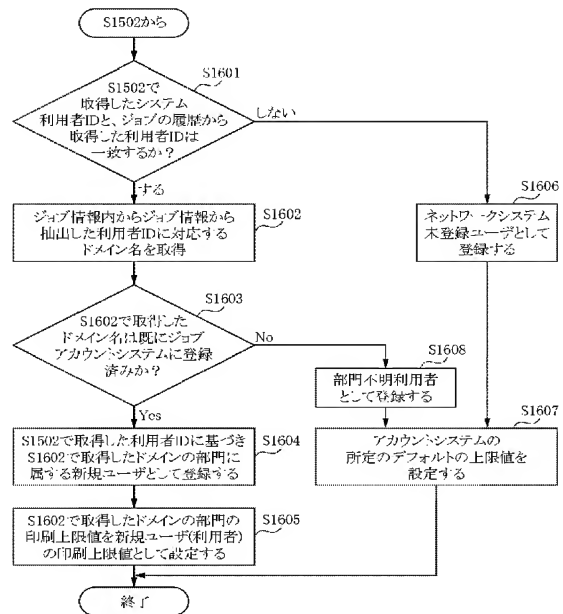 S1502から
S1601
S1502で
取得したシステム
利用者IDと、ジョブの履歴から
取得した利用者IDは
一致するか?
しない
する
S1602
ジョブ情報内からジョブ情報から
抽出した利用者IDに対応する
ドメイン名を取得
S1606
ネットワークシステム
未登録ユーザとして
登録する
S1603
S1602で取得した
ドメイン名は既にジョブ
アカウントシステムに登録
済みか?
No
Yes
S1608
部門不明利用者
として登録する
S1604
S1502で取得した利用者IDに基づき
S1602で取得したドメインの部門に
属する新規ユーザとして登録する
S1607
アカウントシステムの
所定のデフォルトの上限値を
設定する
S1605
S1602で取得したドメインの部門の
印刷上限値を新規ユーザ(利用者)
の印刷上限値として設定する
終了